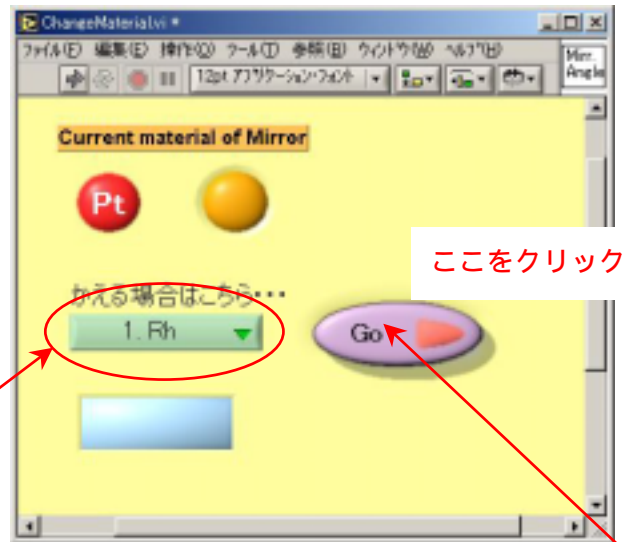 ChangeMaterial.vi *
ファイル(E) 編集(E) 操作(O) ツール(T) 参照(B) ウィンドウ(W) ヘルプ(H)
12pt アプリケーション・フォント
Mirr.
Angle
Current material of Mirror
Pt
ここをクリック
かえる場合はこちら・・・
1. Rh
Go